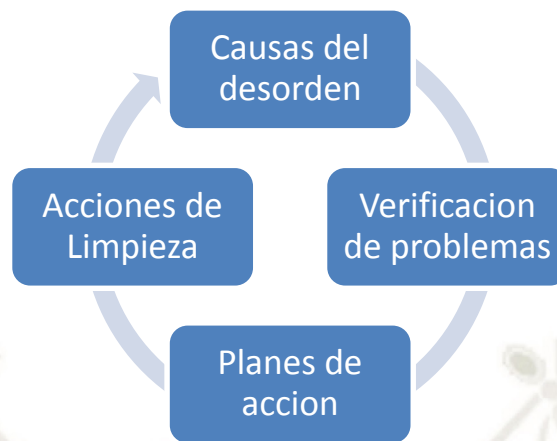 Causas del
desorden
Verificacion
de problemas
Planes de
accion
Acciones de
Limpieza